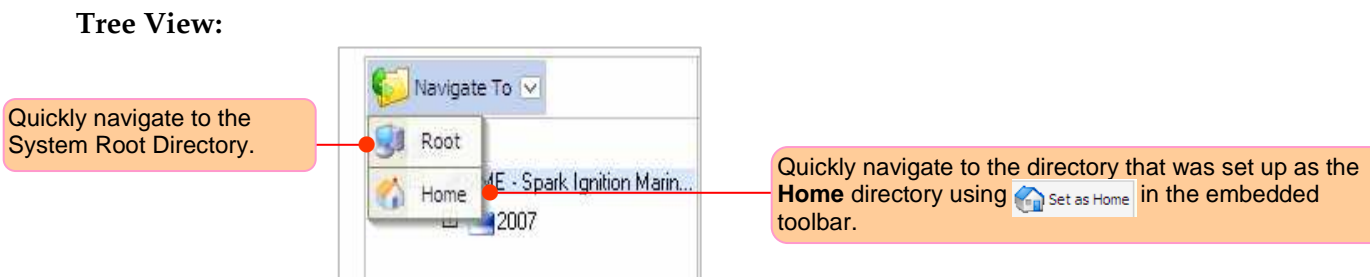 Tree View:
Navigate To
Quickly navigate to the
System Root Directory.
Root
ME - Spark Ignition Marin...
Home
2007
Quickly navigate to the directory that was set up as the
Home directory using Set as Home in the embedded
toolbar.